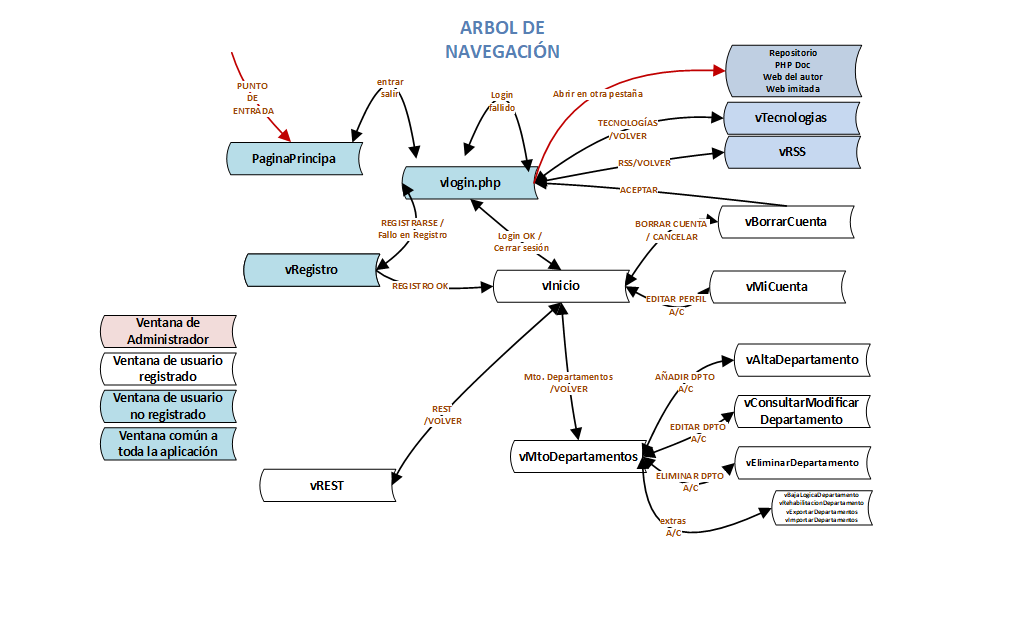 ARBOL DE
NAVEGACIÓN
PUNTO
DE
ENTRADA
entrar
salir
Login
fallido
Abrir en otra pestaña
Repositorio
PHP Doc
Web del autor
Web imitada
TECNOLOGÍAS
/VOLVER
vTecnologias
PaginaPrincipa
RSS/VOLVER
vRSS
vlogin.php
ACEPTAR
REGISTRARSE /
Fallo en Registro
Login OK /
Cerrar sesión
BORRAR CUENTA
/ CANCELAR
vBorrarCuenta
vRegistro
REGISTRO OK
vInicio
EDITAR PERFIL
A/C
vMiCuenta
Ventana de
Administrador
Ventana de usuario
registrado
Ventana de usuario
no registrado
Ventana común a
toda la aplicación
Mto. Departamentos
/VOLVER
AÑADIR DPTO
A/C
vAltaDepartamento
REST
/VOLVER
EDITAR DPTO
A/C
vConsultarModificar
Departamento
vMtoDepartamentos
ELIMINAR DPTO
A/C
vEliminarDepartamento
vREST
extras
A/C
vBajaLogicaDepartamento
vRehabilitacionDepartamento
vExportarDepartamentos
vImportarDepartamentos